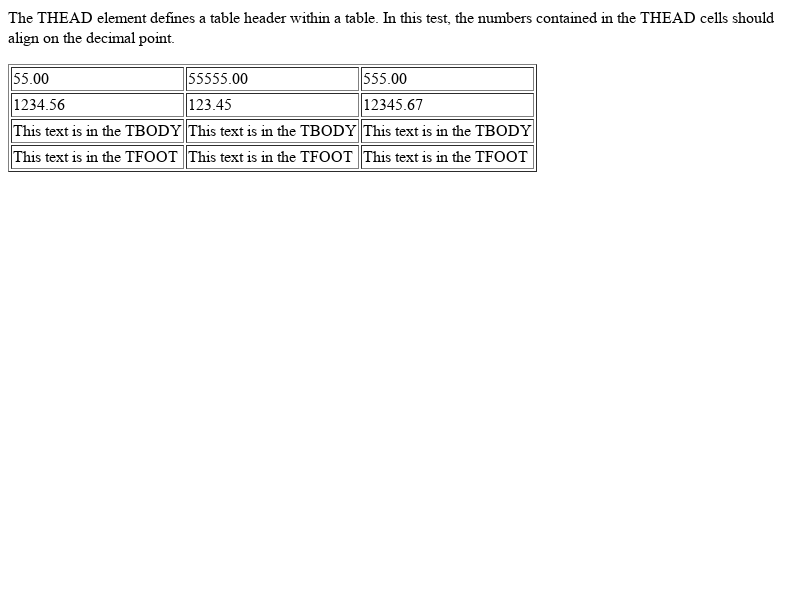 The THEAD element defines a table header within a table. In this test, the numbers contained in the THEAD cells should
align on the decimal point.
55.00 55555.00 555.00
1234.56 123.45 12345.67
This text is in the TBODY This text is in the TBODY This text is in the TBODY
This text is in the TFOOT This text is in the TFOOT This text is in the TFOOT